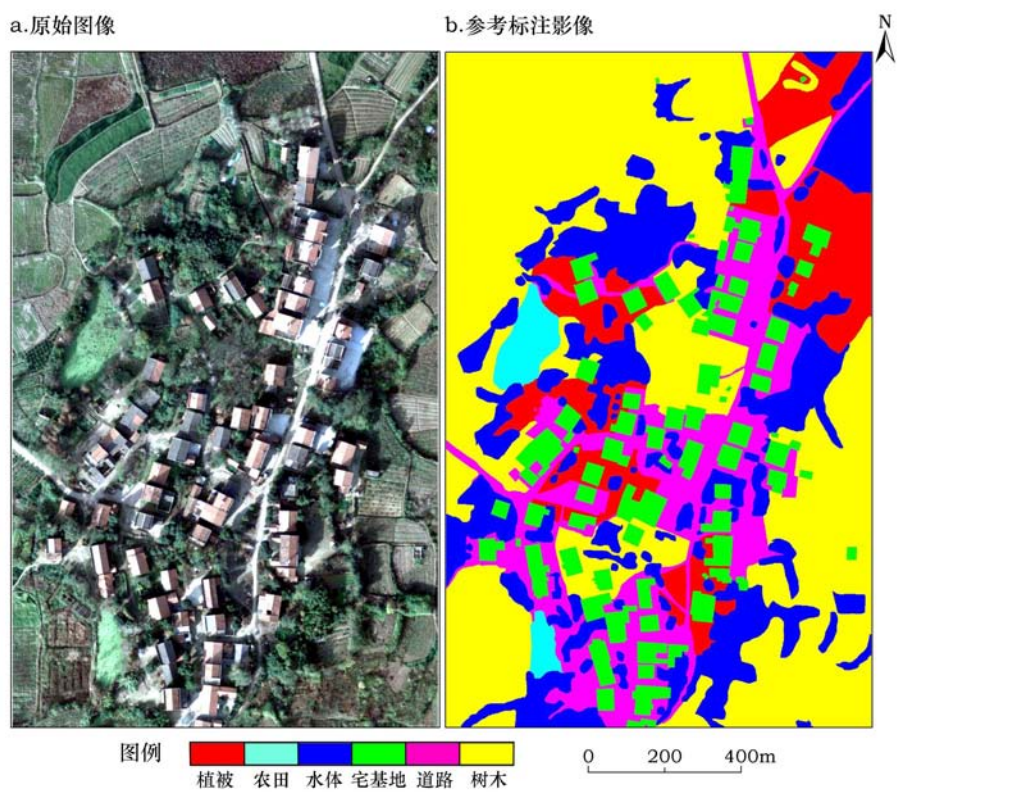 a.原始图像
b.参考标注影像
N
图例
植被 农田 水体 宅基地 道路 树木
0 200 400m